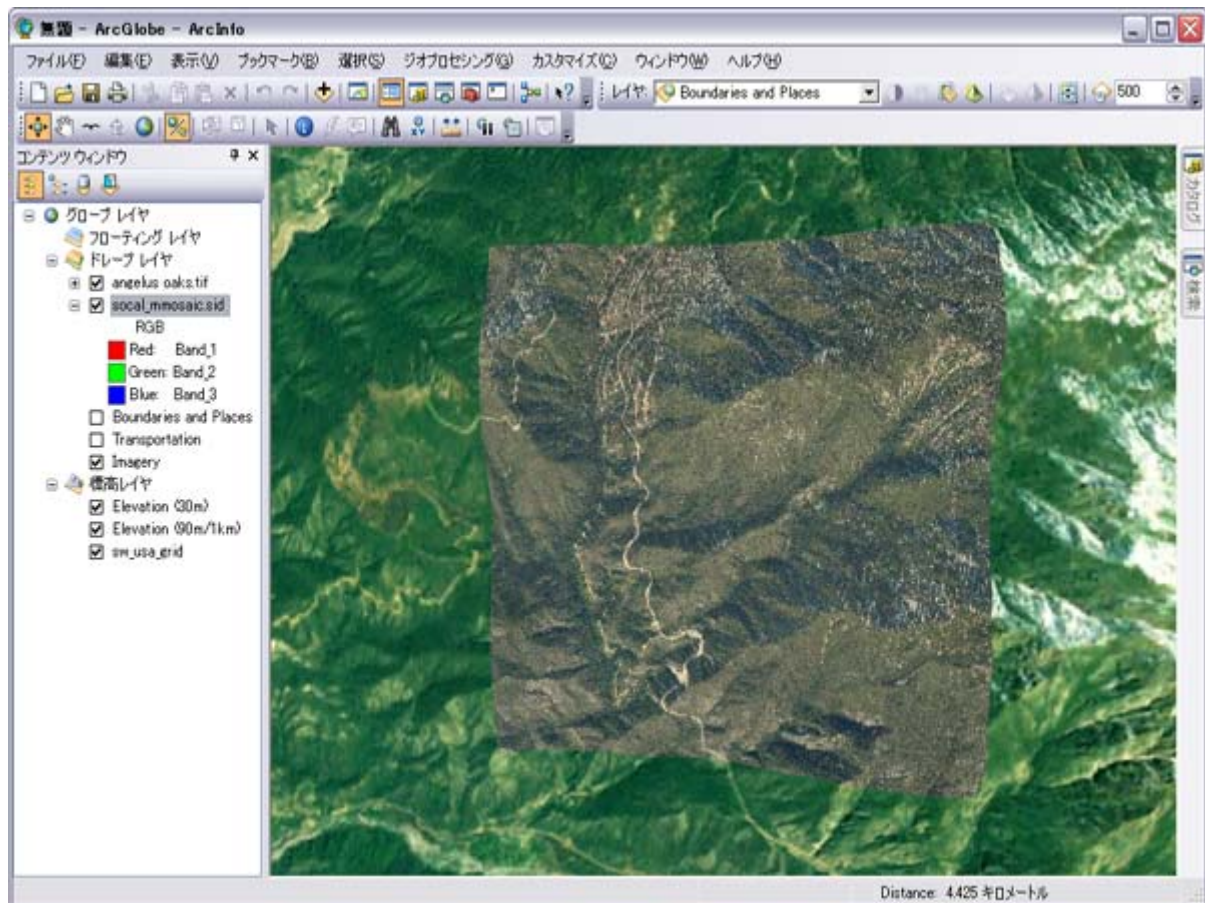 無題 - ArcGlobe - ArcInfo
ファイル(F) 編集(E) 表示(V) ブックマーク(B) 選択(S) ジオプロセシング(G) カスタマイズ(C) ウィンドウ(W) ヘルプ(H)
レイヤ: Boundaries and Places 500
コンテンツ ウィンドウ
グローブ レイヤ
フローティング レイヤ
ドレープ レイヤ
angelus oaks.tif
socal_mmosaic.sid
RGB
Red: Band_1
Green: Band_2
Blue: Band_3
Boundaries and Places
Transportation
Imagery
標高レイヤ
Elevation (30m)
Elevation (90m/1km)
sw_usa_grid
カタログ
検索
Distance: 4.425 キロメートル